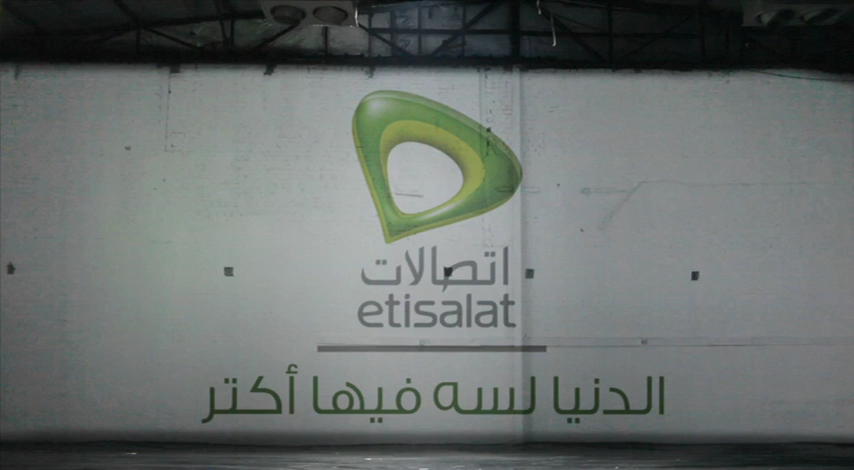 اتصالات
etisalat
الدنيا لسه فيها أكتر